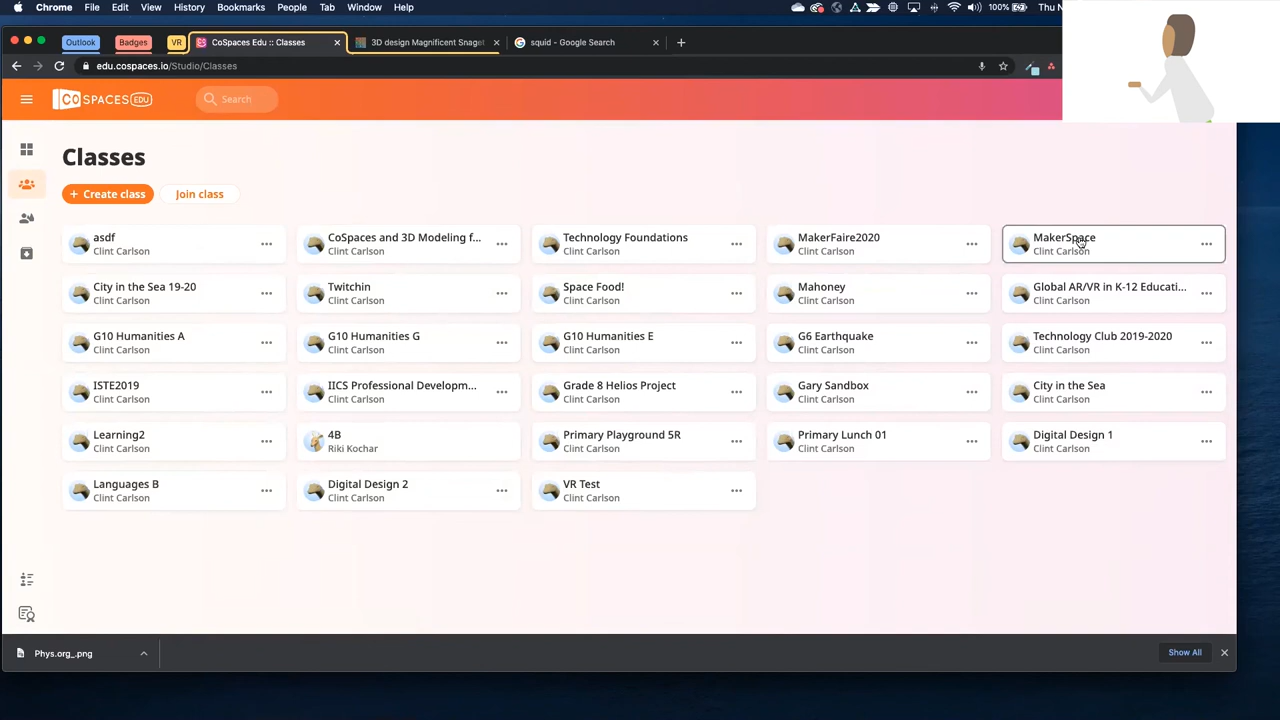 Chrome File Edit View History Bookmarks People Tab Window Help 100% Thu N
Outlook Badges VR CoSpaces Edu :: Classes 3D design Magnificent Snaget squid - Google Search
edu.cospaces.io/Studio/Classes
COSPACES EDU Search
Classes
+ Create class Join class
asdf
Clint Carlson
CoSpaces and 3D Modeling f...
Clint Carlson
Technology Foundations
Clint Carlson
MakerFaire2020
Clint Carlson
MakerSpace
Clint Carlson
City in the Sea 19-20
Clint Carlson
Twitchin
Clint Carlson
Space Food!
Clint Carlson
Mahoney
Clint Carlson
Global AR/VR in K-12 Educati...
Clint Carlson
G10 Humanities A
Clint Carlson
G10 Humanities G
Clint Carlson
G10 Humanities E
Clint Carlson
G6 Earthquake
Clint Carlson
Technology Club 2019-2020
Clint Carlson
ISTE2019
Clint Carlson
IICS Professional Developm...
Clint Carlson
Grade 8 Helios Project
Clint Carlson
Gary Sandbox
Clint Carlson
City in the Sea
Clint Carlson
Learning2
Clint Carlson
4B
Riki Kochar
Primary Playground 5R
Clint Carlson
Primary Lunch 01
Clint Carlson
Digital Design 1
Clint Carlson
Languages B
Clint Carlson
Digital Design 2
Clint Carlson
VR Test
Clint Carlson
Phys.org_.png Show All